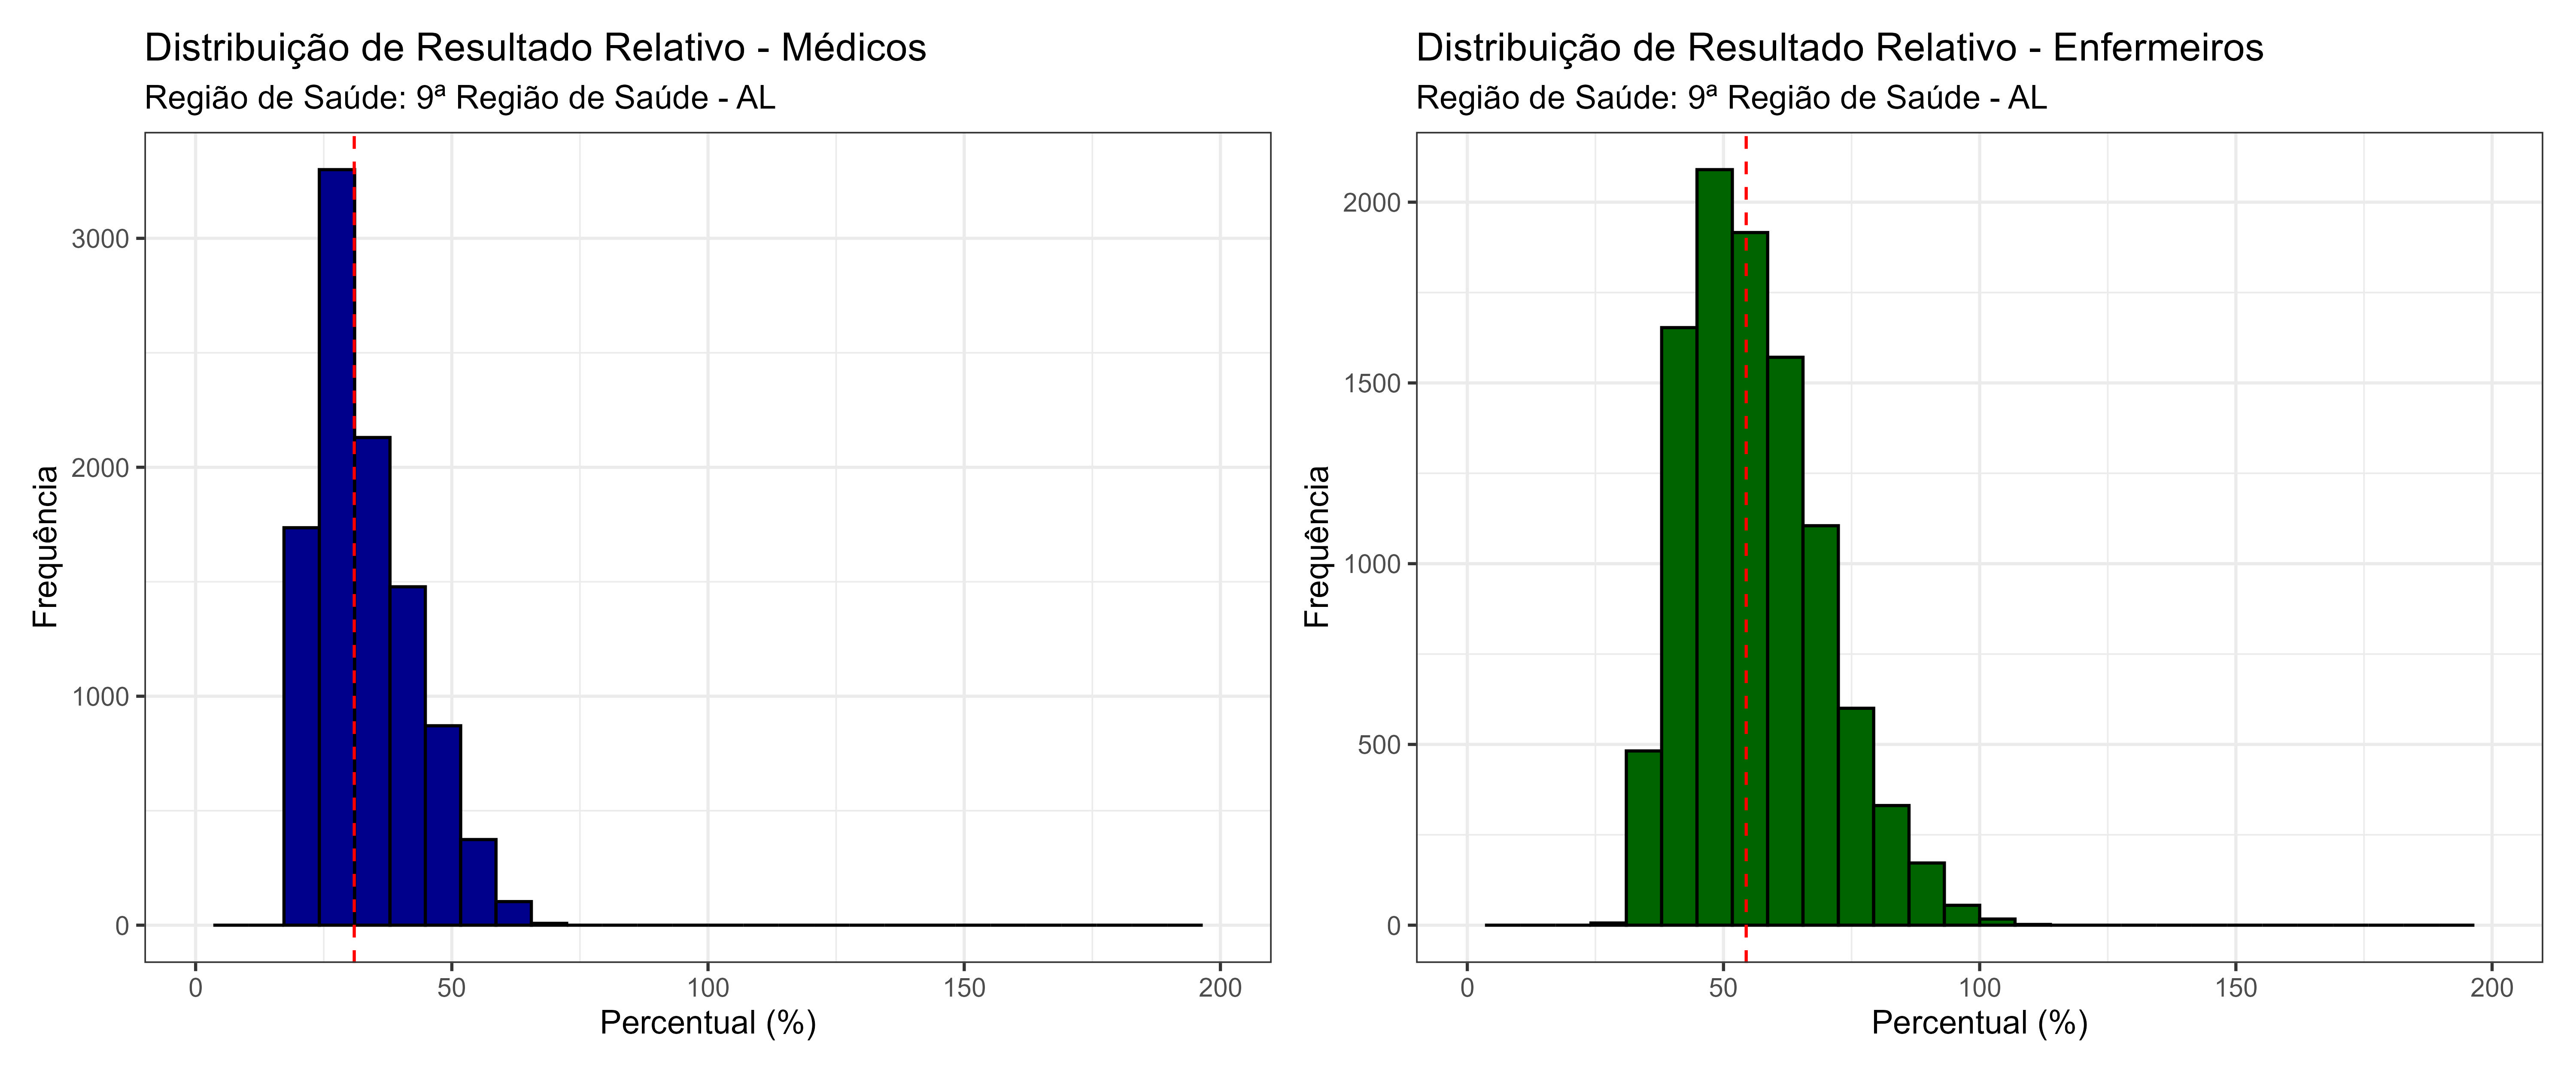 Distribuição de Resultado Relativo - Médicos
Região de Saúde: 9ª Região de Saúde - AL
Frequência
3000
2000
1000
0
0 50 100 150 200
Percentual (%)
Distribuição de Resultado Relativo - Enfermeiros
Região de Saúde: 9ª Região de Saúde - AL
Frequência
2000
1500
1000
500
0
0 50 100 150 200
Percentual (%)